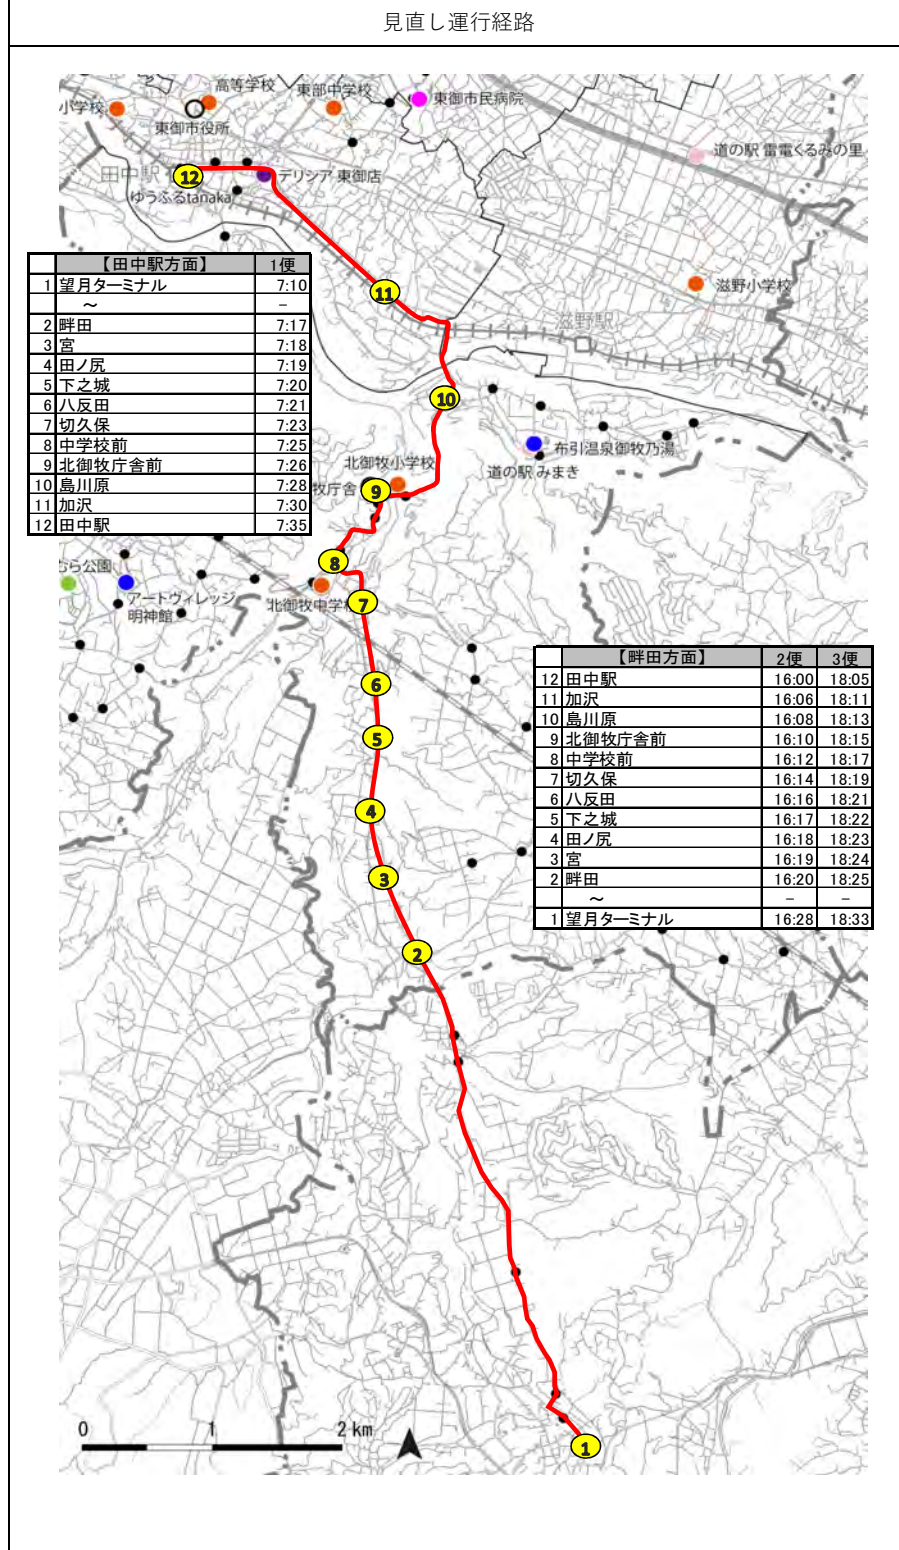 見直し運行経路
高等学校
東部中学校
東御市民病院
小学校
東御市役所
道の駅 雷電くるみの里
田中駅
12
デリシア 東御店
ゆうふるtanaka
【田中駅方面】 1便
1 望月ターミナル 7:10
～ －
2 畔田 7:17
3 宮 7:18
4 田ノ尻 7:19
5 下之城 7:20
6 八反田 7:21
7 切久保 7:23
8 中学校前 7:25
9 北御牧庁舎前 7:26
10 島川原 7:28
11 加沢 7:30
12 田中駅 7:35
11
滋野小学校
滋野駅
10
布引温泉御牧乃湯
道の駅 みまき
北御牧小学校
牧庁舎
9
8
むら公園
アートヴィレッジ
明神館
北御牧中学校
7
【畔田方面】 2便 3便
12 田中駅 16:00 18:05
11 加沢 16:06 18:11
10 島川原 16:08 18:13
9 北御牧庁舎前 16:10 18:15
8 中学校前 16:12 18:17
7 切久保 16:14 18:19
6 八反田 16:16 18:21
5 下之城 16:17 18:22
4 田ノ尻 16:18 18:23
3 宮 16:19 18:24
2 畔田 16:20 18:25
～ － －
1 望月ターミナル 16:28 18:33
6
5
4
3
2
0 1 2 km
1